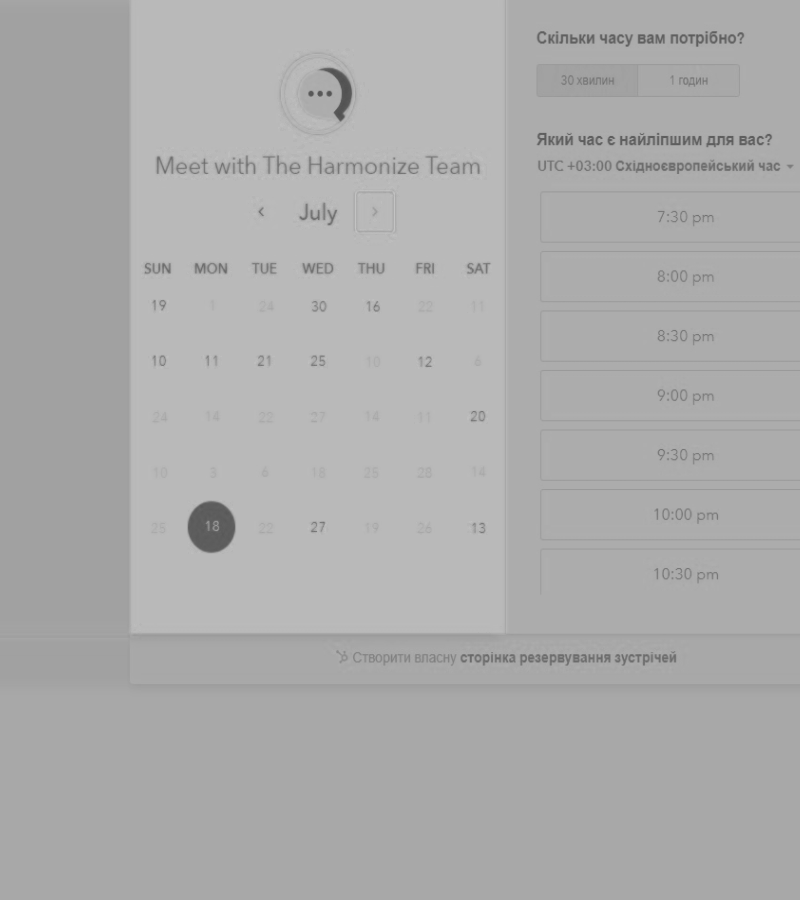 Meet with The Harmonize Team
July
SUN MON TUE WED THU FRI SAT
19 1 24 30 16 22 11
10 11 21 25 10 12 6
24 14 22 27 14 11 20
10 3 6 18 28 14
25 18 22 27 19 26 13
Скільки часу вам потрібно?
30 хвилин 1 годин
Який час є найліпшим для вас?
UTC +03:00 Східноєвропейський час
7:30 pm
8:00 pm
8:30 pm
9:00 pm
9:30 pm
10:00 pm
10:30 pm
Створити власну сторінка резервування зустрічей